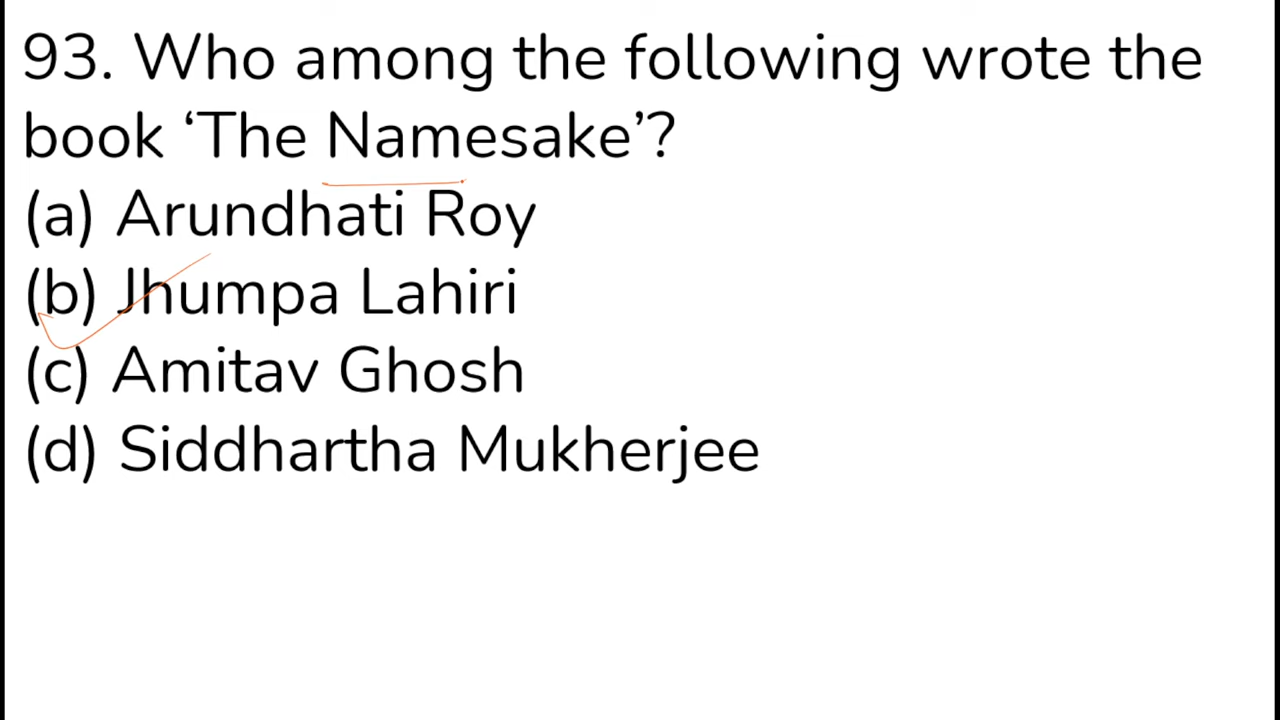 93. Who among the following wrote the
book ‘The Namesake’?
(a) Arundhati Roy
(b) Jhumpa Lahiri
(c) Amitav Ghosh
(d) Siddhartha Mukherjee